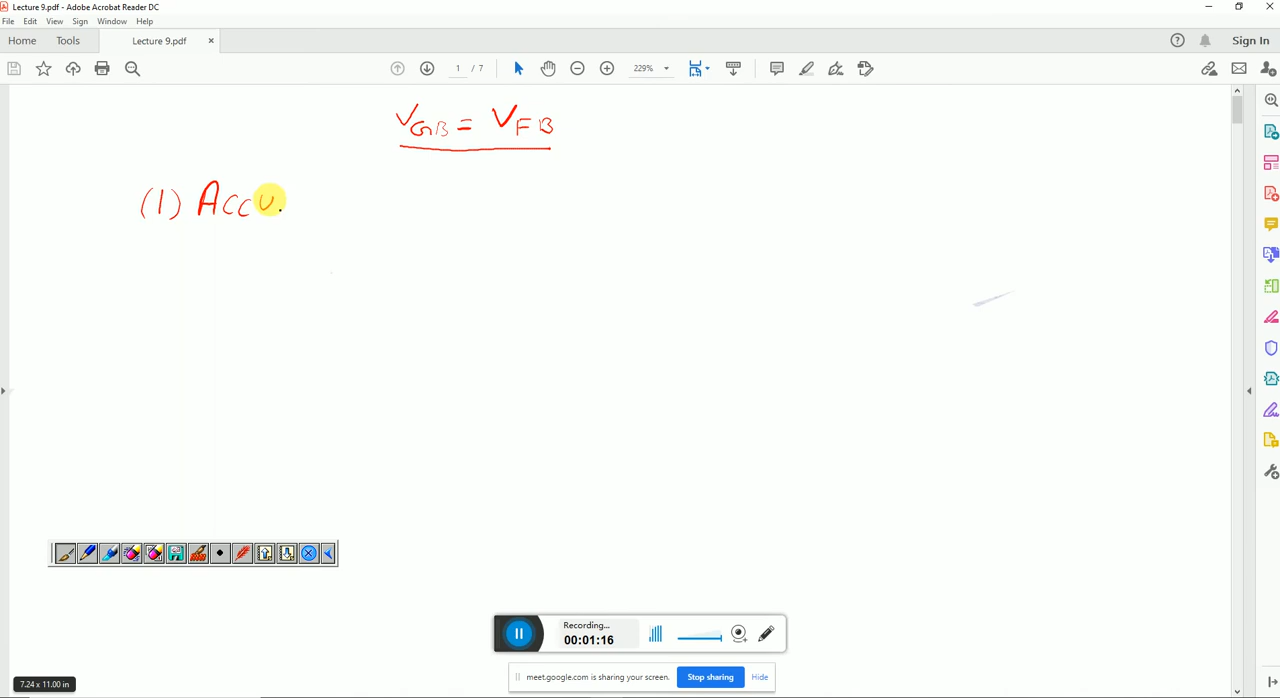 Lecture 9.pdf - Adobe Acrobat Reader DC
File Edit View Sign Window Help
Home Tools Lecture 9.pdf × Sign In
1 / 7 229%
V_GB = V_FB
(1) Accu
Recording...
00:01:16
meet.google.com is sharing your screen. Stop sharing Hide
7.24 x 11.00 in